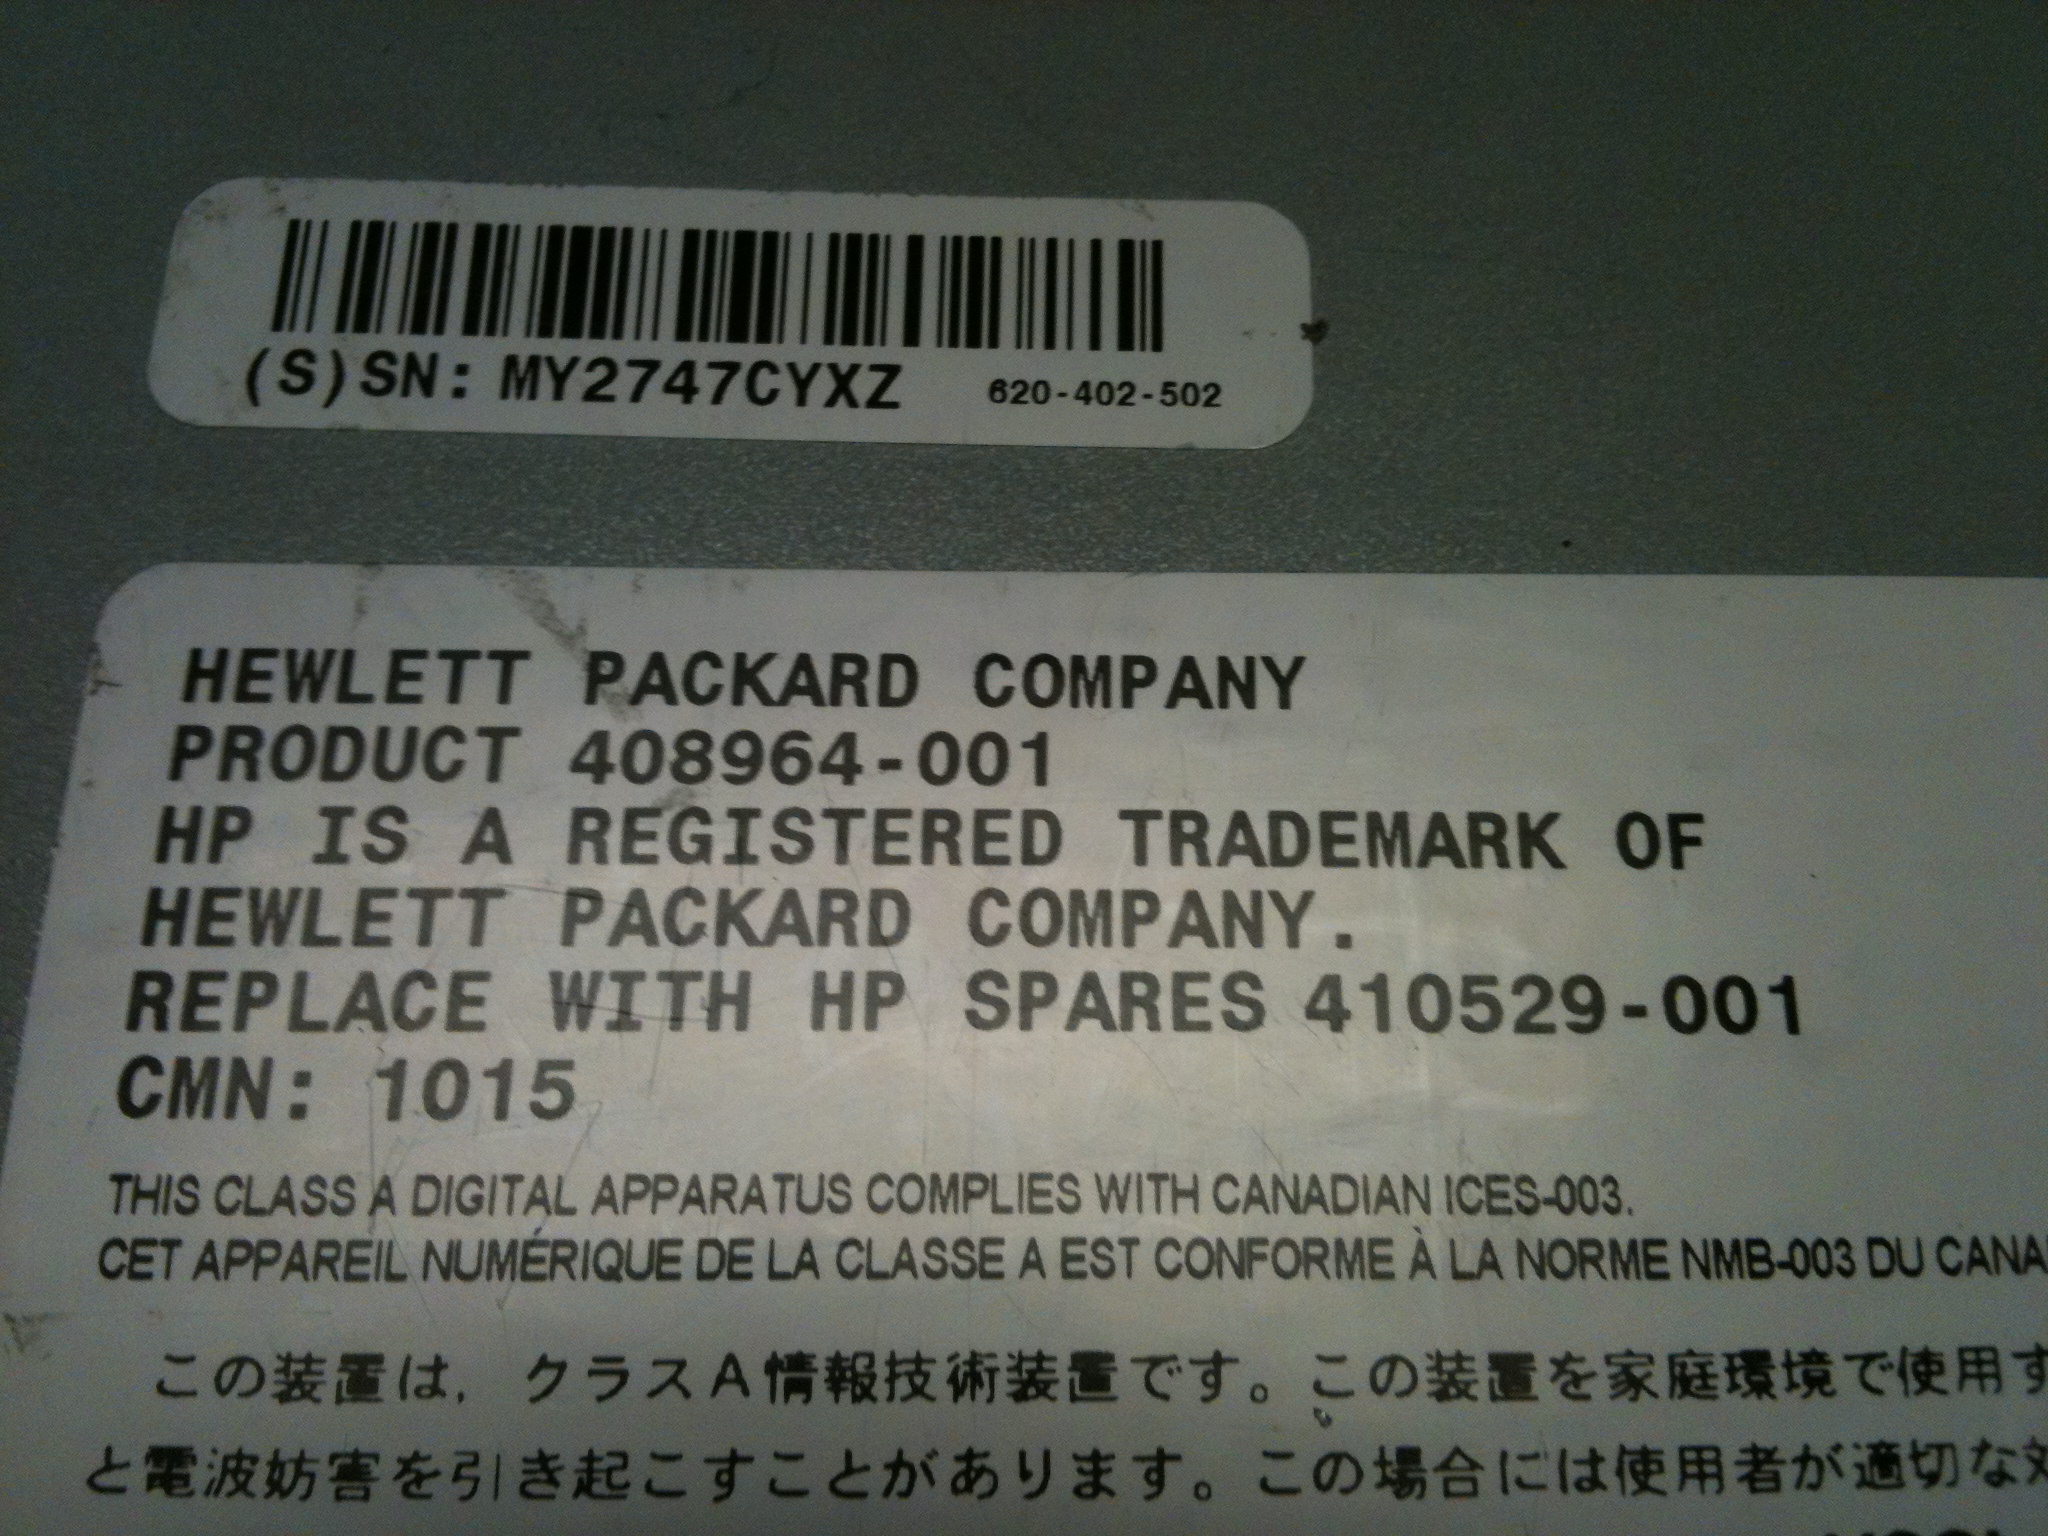 (S)SN: MY2747CYXZ 620-402-502
HEWLETT PACKARD COMPANY
PRODUCT 408964-001
HP IS A REGISTERED TRADEMARK OF
HEWLETT PACKARD COMPANY.
REPLACE WITH HP SPARES 410529-001
CMN: 1015
THIS CLASS A DIGITAL APPARATUS COMPLIES WITH CANADIAN ICES-003.
CET APPAREIL NUMÉRIQUE DE LA CLASSE A EST CONFORME À LA NORME NMB-003 DU CANA
この装置は, クラスA情報技術装置です。この装置を家庭環境で使用す
と電波妨害を引き起こすことがあります。この場合には使用者が適切な対